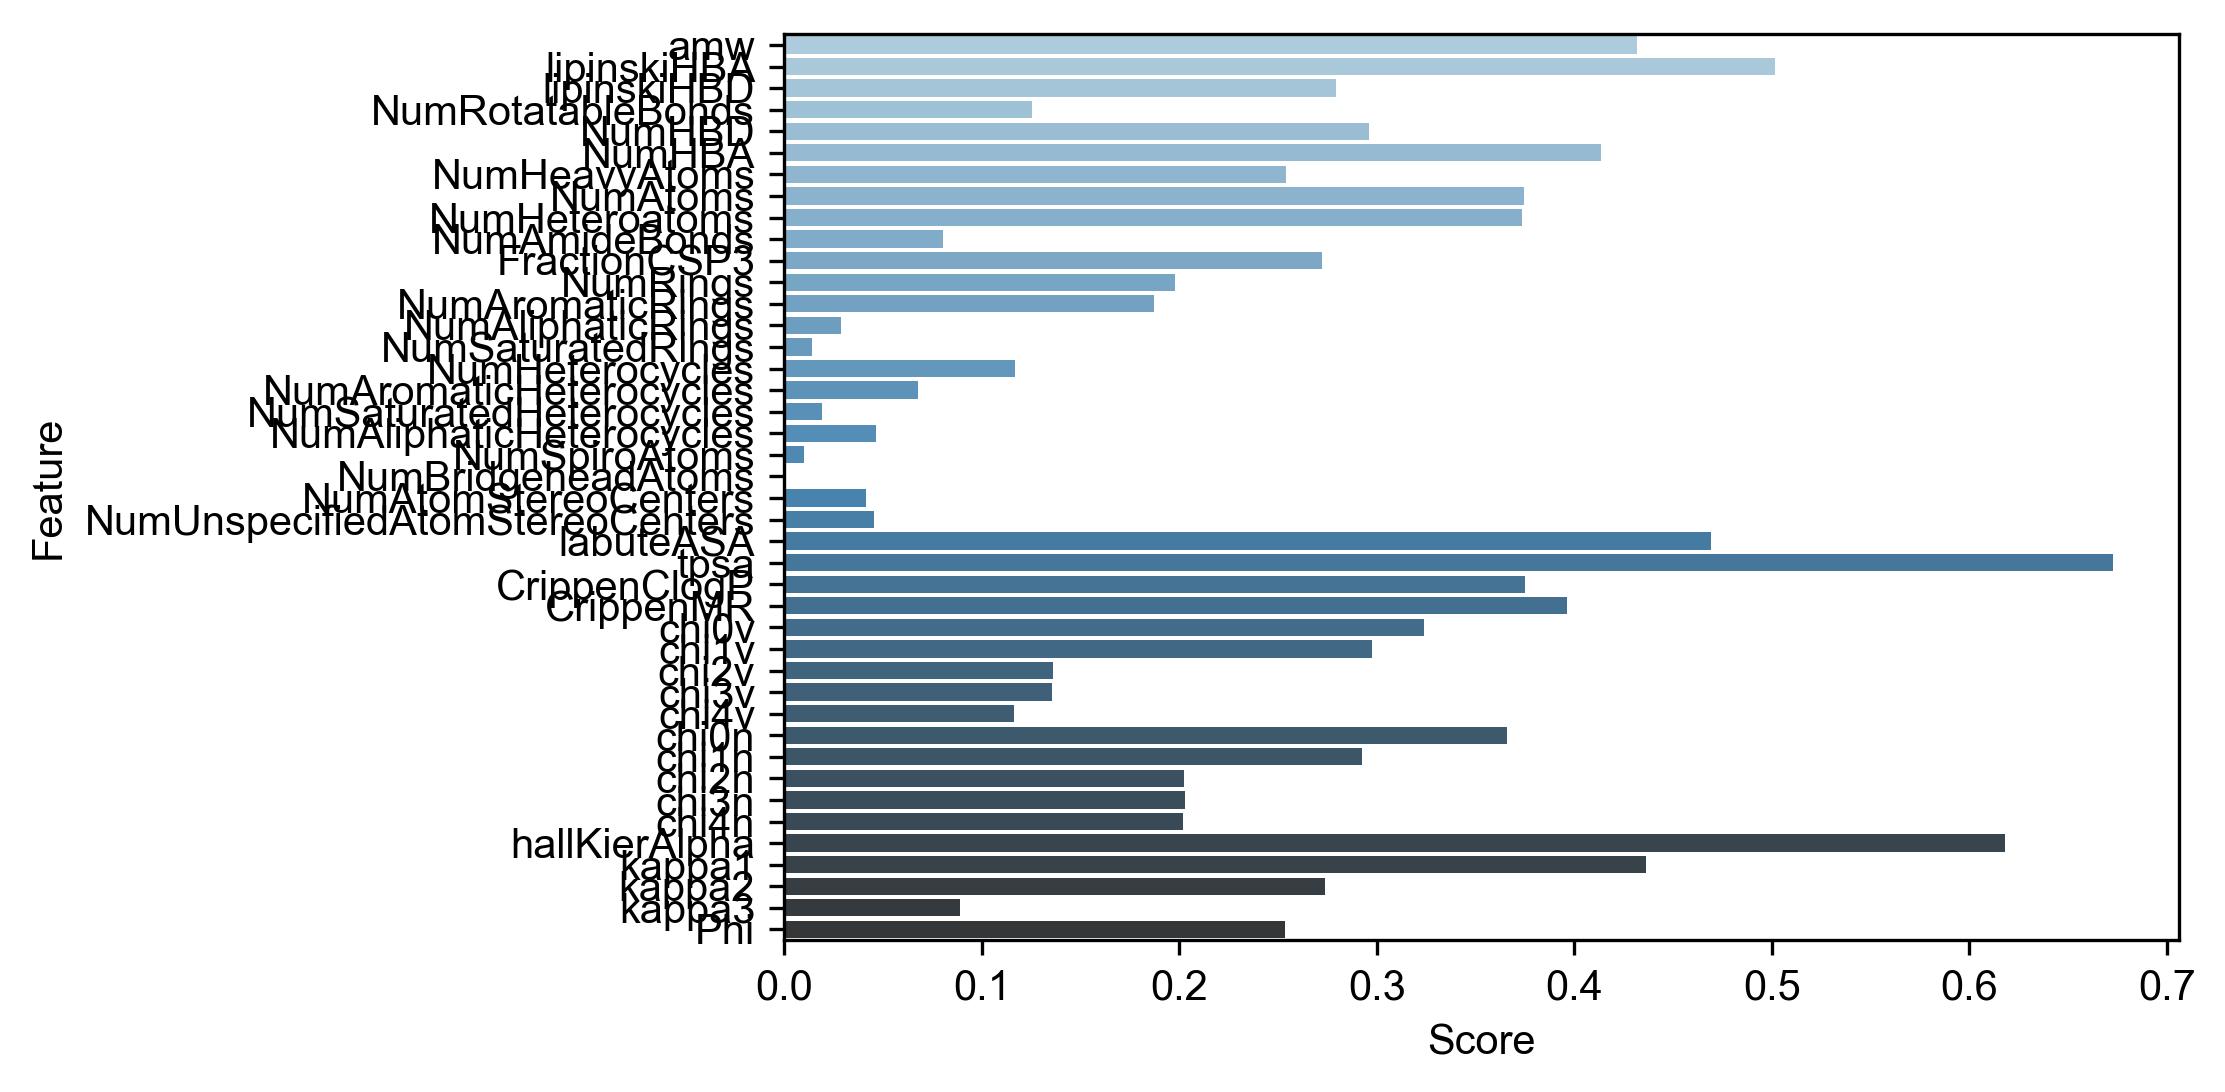 amw
lipinskiHBA
lipinskiHBD
NumRotatableBonds
NumHBD
NumHBA
NumHeavyAtoms
NumAtoms
NumHeteroatoms
NumAmideBonds
FractionCSP3
NumRings
NumAromaticRings
NumAliphaticRings
NumSaturatedRings
NumHeterocycles
NumAromaticHeterocycles
NumSaturatedHeterocycles
NumAliphaticHeterocycles
NumSpiroAtoms
NumBridgeheadAtoms
NumAtomStereoCenters
NumUnspecifiedAtomStereoCenters
labuteASA
tpsa
CrippenClogP
CrippenMR
chi0v
chi1v
chi2v
chi3v
chi4v
chi0n
chi1n
chi2n
chi3n
chi4n
hallKierAlpha
kappa1
kappa2
kappa3
Phi
Feature
0.0 0.1 0.2 0.3 0.4 0.5 0.6 0.7
Score